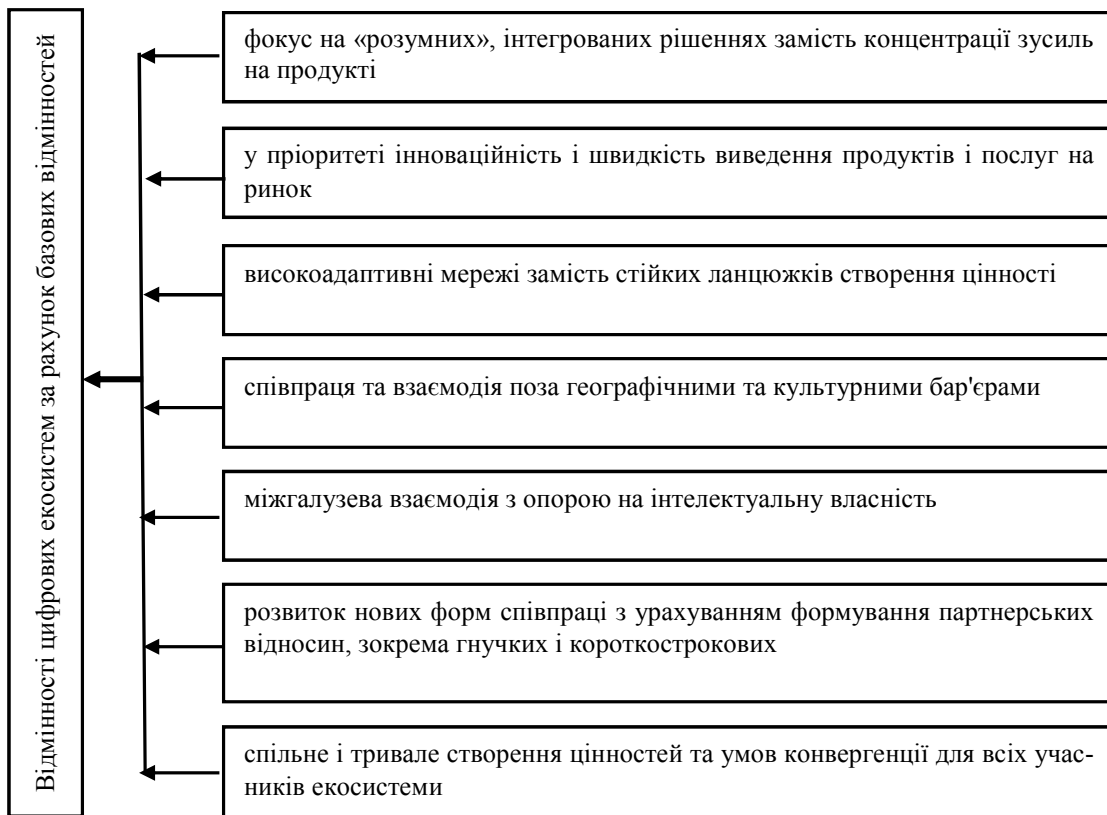 Відмінності цифрових екосистем за рахунок базових відмінностей
фокус на «розумних», інтегрованих рішеннях замість концентрації зусиль
на продукті
у пріоритеті інноваційність і швидкість виведення продуктів і послуг на
ринок
високоадаптивні мережі замість стійких ланцюжків створення цінності
співпраця та взаємодія поза географічними та культурними бар'єрами
міжгалузева взаємодія з опорою на інтелектуальну власність
розвиток нових форм співпраці з урахуванням формування партнерських
відносин, зокрема гнучких і короткострокових
спільне і тривале створення цінностей та умов конвергенції для всіх учас-
ників екосистеми